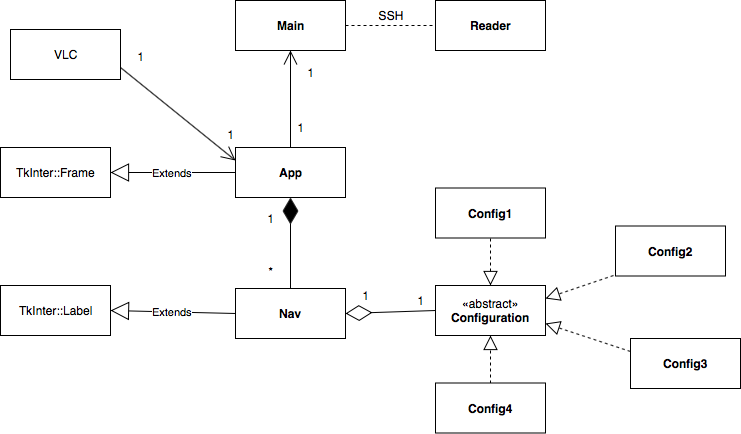 SSH
Main
Reader
VLC
1
1
1
1
TkInter::Frame
Extends
App
1
Config1
Config2
*
1
1
«abstract»
Configuration
TkInter::Label
Extends
Nav
Config3
Config4